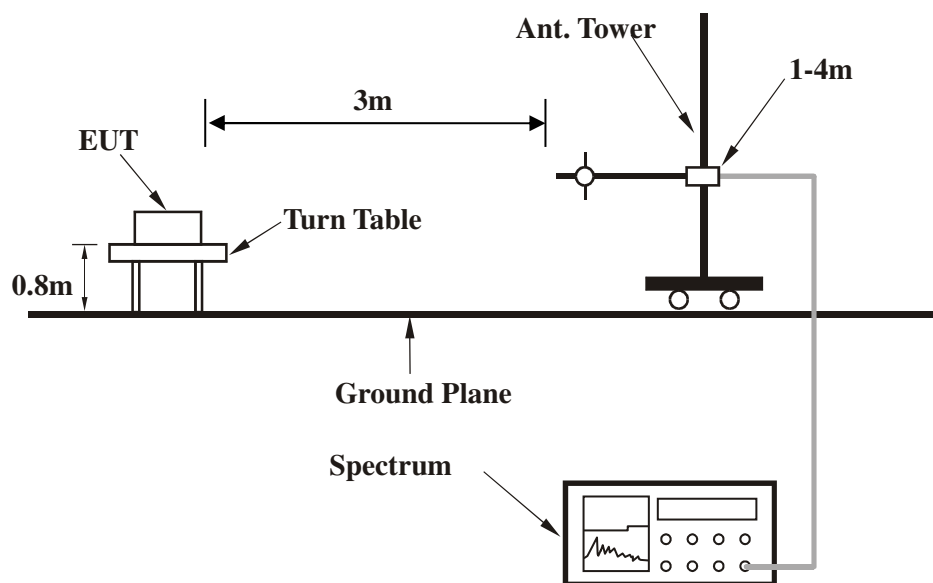 Ant. Tower
1-4m
3m
EUT
Turn Table
0.8m
Ground Plane
Spectrum